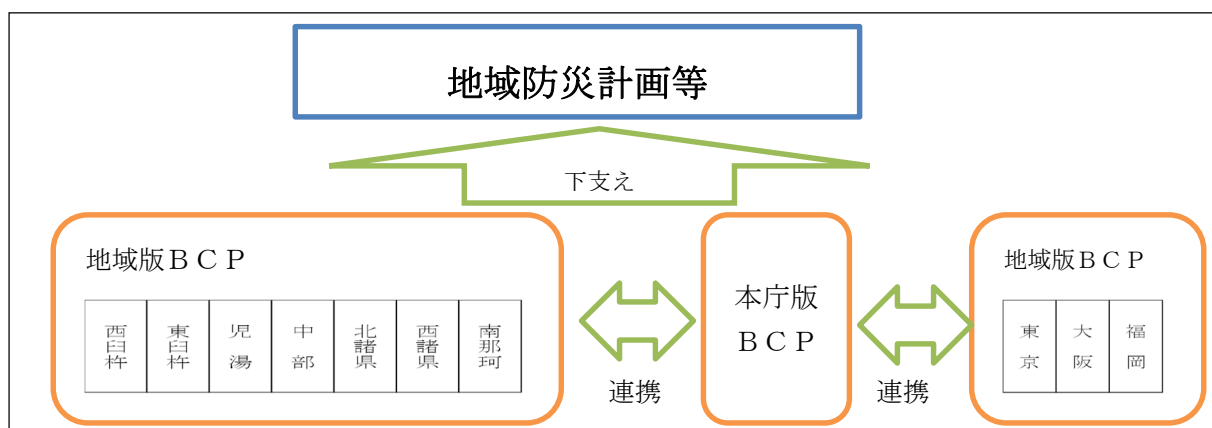 地域防災計画等
下支え
地域版ＢＣＰ
西臼杵
東臼杵
児湯
中部
北諸県
西諸県
南那珂
連携
本庁版
ＢＣＰ
連携
地域版ＢＣＰ
東京
大阪
福岡